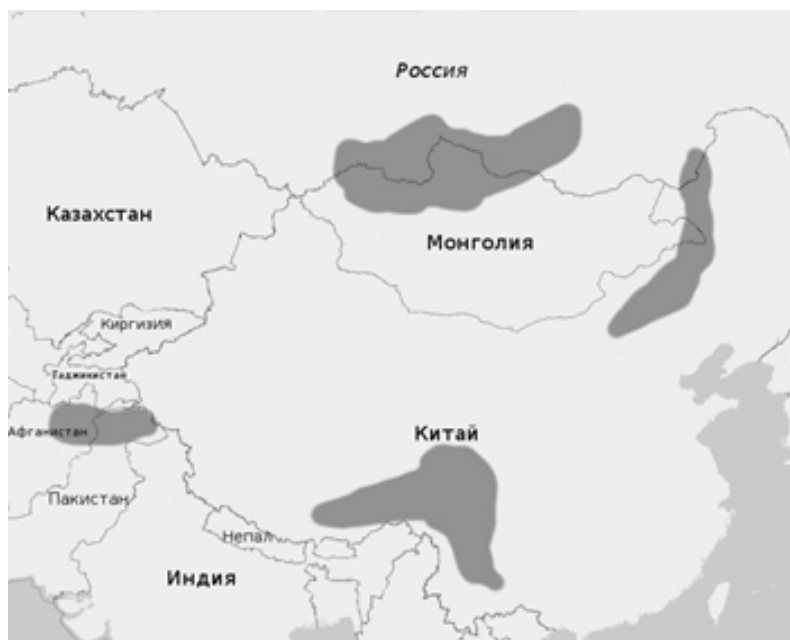 Россия
Казахстан
Монголия
Киргизия
Таджикистан
Афганистан
Китай
Пакистан
Непал
Индия